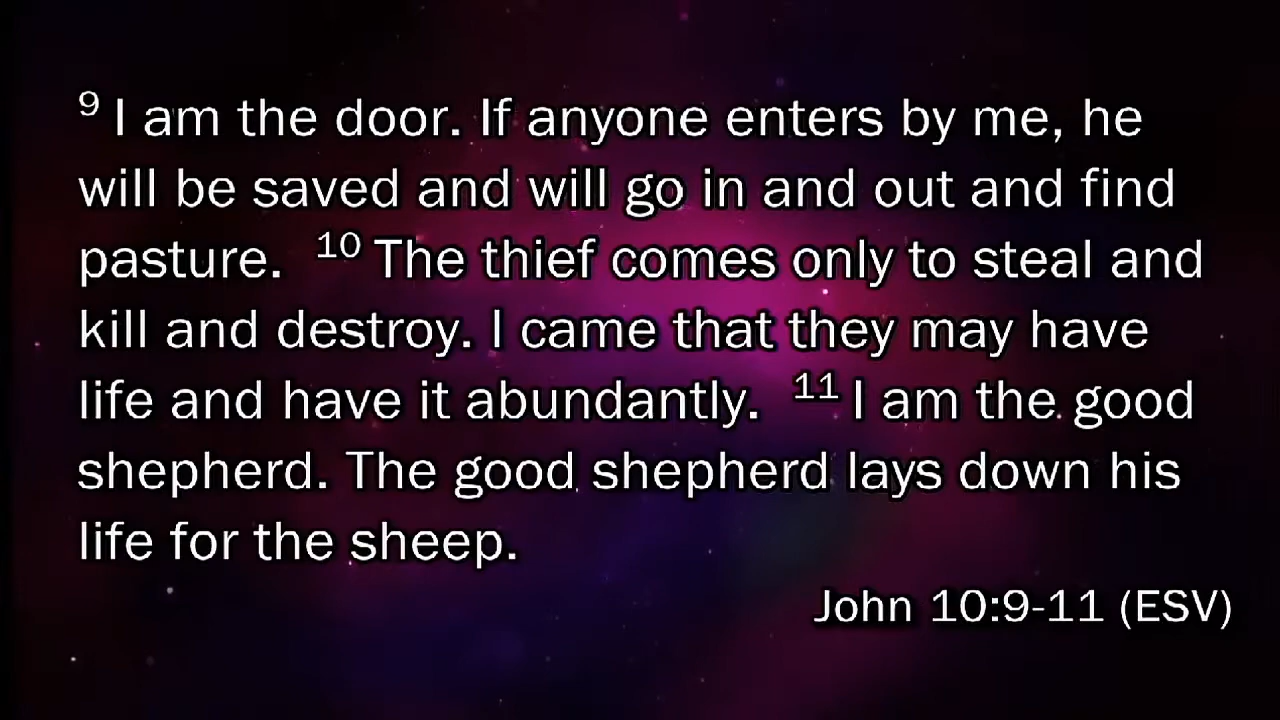 ⁹ I am the door. If anyone enters by me, he
will be saved and will go in and out and find
pasture. ¹⁰ The thief comes only to steal and
kill and destroy. I came that they may have
life and have it abundantly. ¹¹ I am the good
shepherd. The good shepherd lays down his
life for the sheep.
John 10:9-11 (ESV)